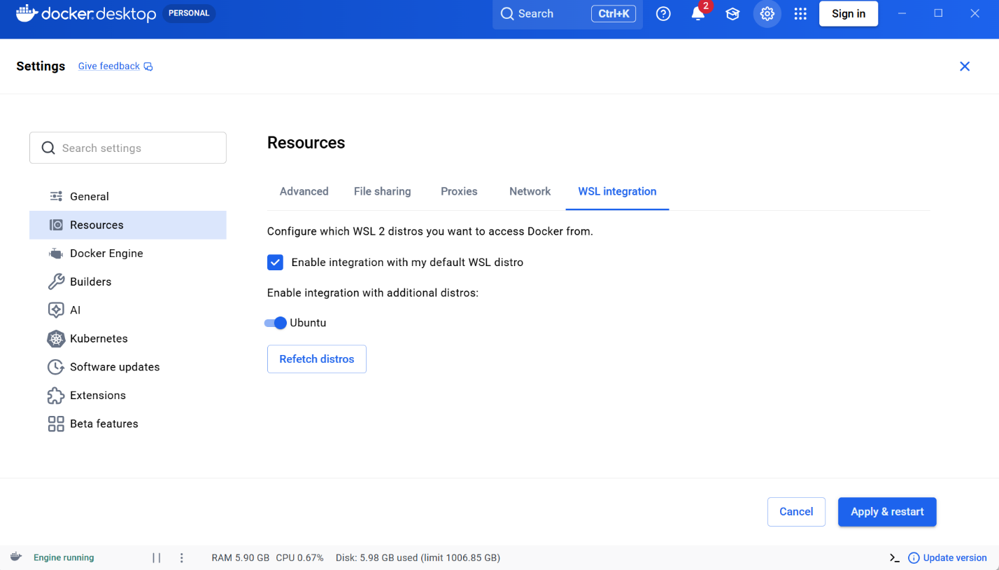 docker.desktop PERSONAL Search Ctrl+K 2 Sign in
Settings Give feedback
Search settings
General
Resources
Docker Engine
Builders
AI
Kubernetes
Software updates
Extensions
Beta features
Resources
Advanced File sharing Proxies Network WSL integration
Configure which WSL 2 distros you want to access Docker from.
Enable integration with my default WSL distro
Enable integration with additional distros:
Ubuntu
Refetch distros
Cancel Apply & restart
Engine running RAM 5.90 GB CPU 0.67% Disk: 5.98 GB used (limit 1006.85 GB) Update version